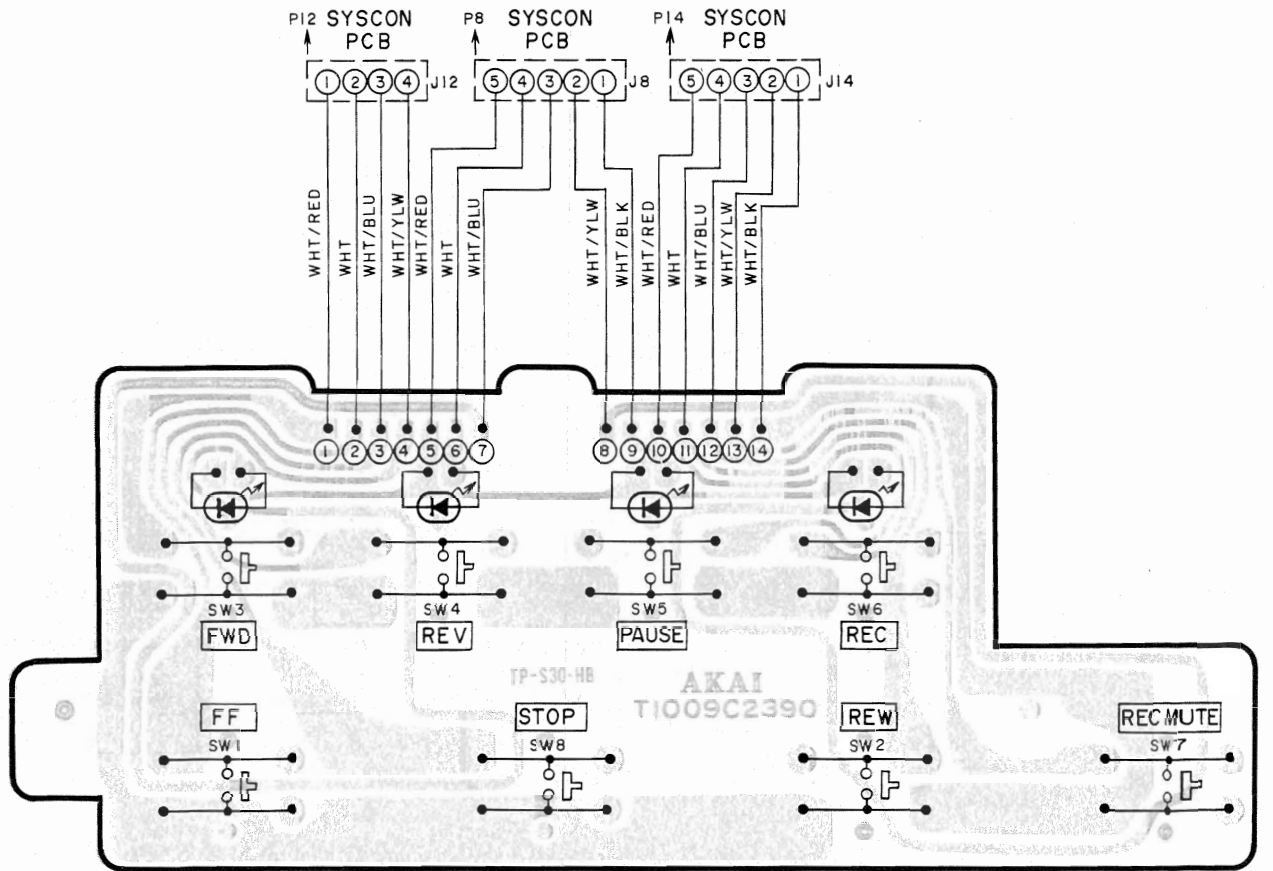 P12 SYSCON PCB
P8 SYSCON PCB
P14 SYSCON PCB
1 2 3 4 J12
5 4 3 2 1 J8
5 4 3 2 1 J14
WHT/RED
WHT
WHT/BLU
WHT/YLW
WHT/RED
WHT
WHT/BLU
WHT/YLW
WHT/BLK
WHT/RED
WHT
WHT/BLU
WHT/YLW
WHT/BLK
1 2 3 4 5 6 7 8 9 10 11 12 13 14
SW3 SW4 SW5 SW6
FWD REV PAUSE REC
TP-S30-HB
AKAI
T1009C2390
FF STOP REW REC MUTE
SW1 SW8 SW2 SW7